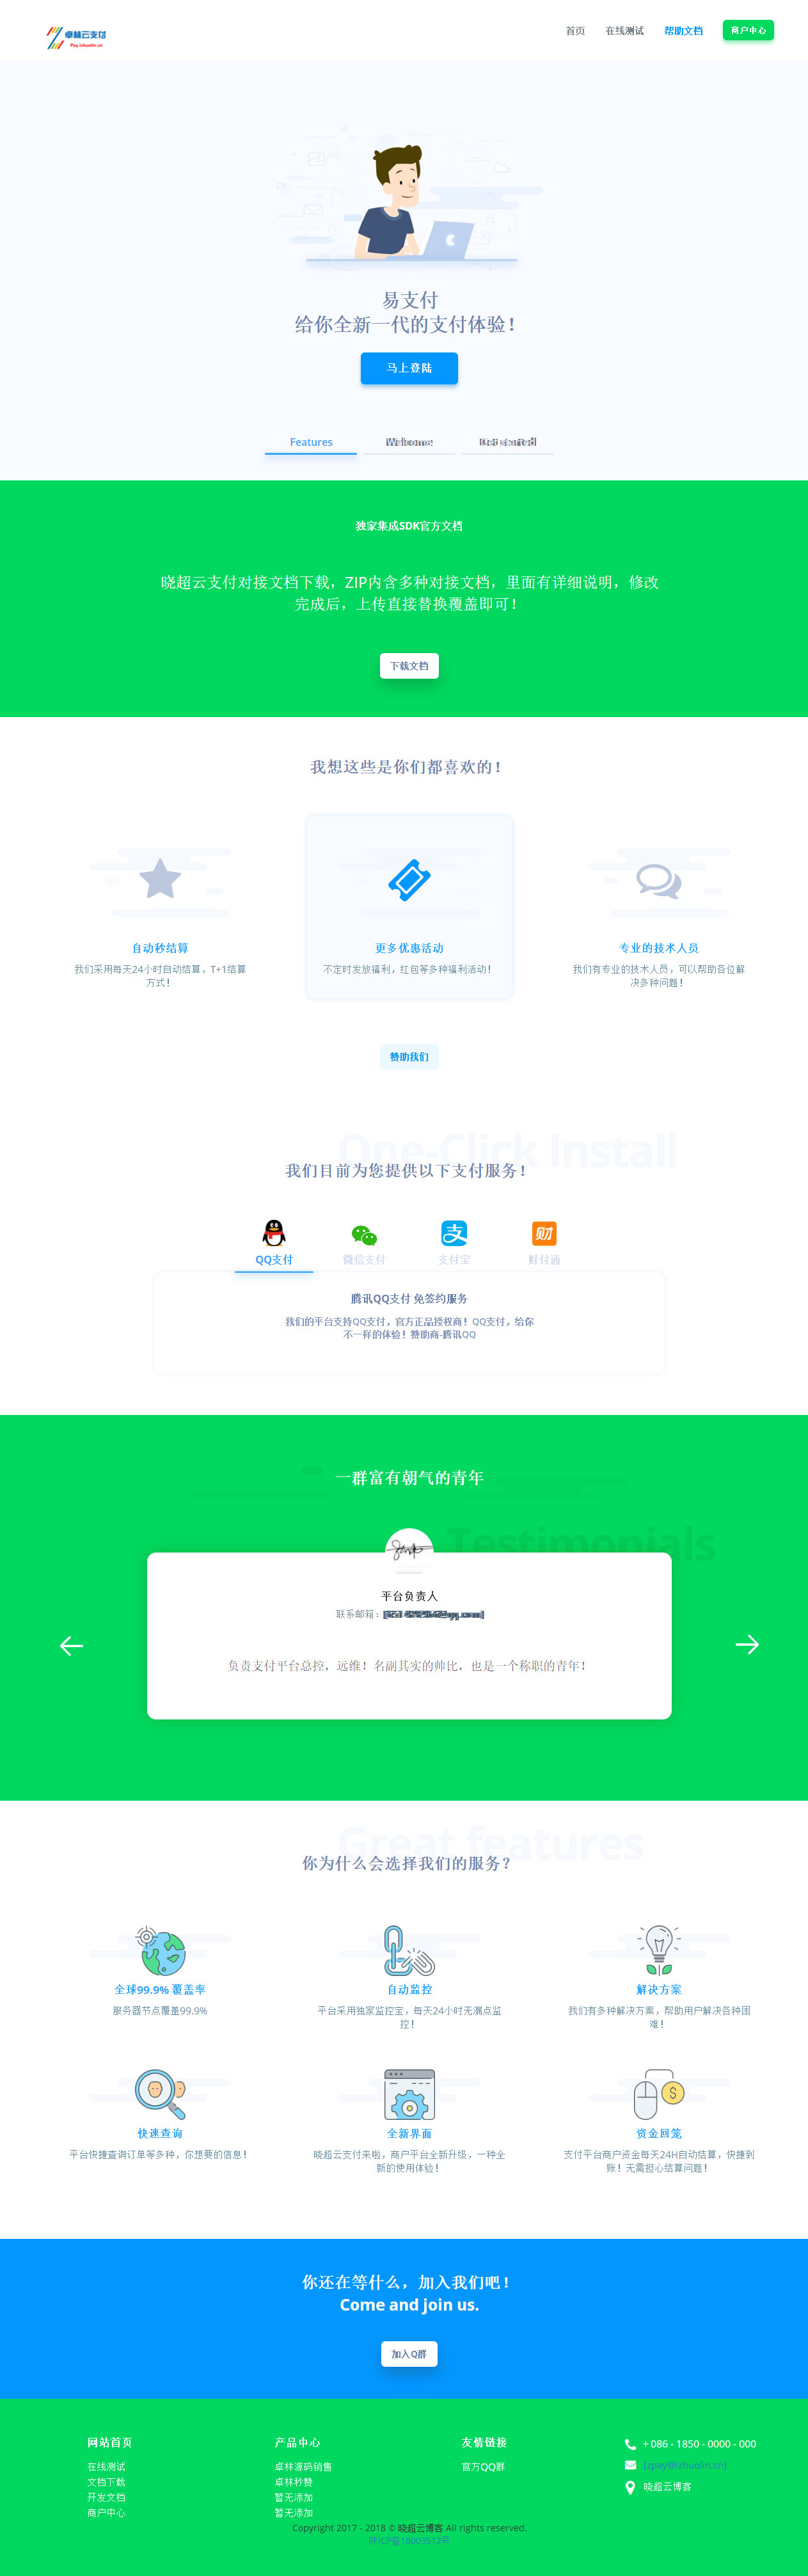 卓林云支付
Pay.izhuolin.cn
首页
在线测试
帮助文档
商户中心
易支付
给你全新一代的支付体验！
马上登陆
Features
Welcome
Get started!
独家集成SDK官方文档
晓超云支付对接文档下载，ZIP内含多种对接文档，里面有详细说明，修改
完成后，上传直接替换覆盖即可！
下载文档
我想这些是你们都喜欢的！
自动秒结算
我们采用每天24小时自动结算，T+1结算
方式！
更多优惠活动
不定时发放福利，红包等多种福利活动！
专业的技术人员
我们有专业的技术人员，可以帮助各位解
决多种问题！
赞助我们
One-Click Install
我们目前为您提供以下支付服务！
QQ支付
微信支付
支付宝
财付通
腾讯QQ支付 免签约服务
我们的平台支持QQ支付，官方正品授权商！QQ支付，给你
不一样的体验！赞助商-腾讯QQ
一群富有朝气的青年
Testimonials
平台负责人
联系邮箱：
负责支付平台总控，远维！名副其实的帅比，也是一个称职的青年！
Great features
你为什么会选择我们的服务？
全球99.9% 覆盖率
服务器节点覆盖99.9%
自动监控
平台采用独家监控宝，每天24小时无漏点监
控！
解决方案
我们有多种解决方案，帮助用户解决各种困
难！
快速查询
平台快捷查询订单等多种，你想要的信息！
全新界面
晓超云支付来啦，商户平台全新升级，一种全
新的使用体验！
资金回笼
支付平台商户资金每天24H自动结算，快捷到
账！无需担心结算问题！
你还在等什么，加入我们吧！
Come and join us.
加入Q群
网站首页
在线测试
文档下载
开发文档
商户中心
产品中心
卓林源码销售
卓林秒赞
暂无添加
暂无添加
友情链接
官方QQ群
+ 086 - 1850 - 0000 - 000
[zpay@izhuolin.cn]
晓超云博客
Copyright 2017 - 2018 © 晓超云博客 All rights reserved.
陕ICP备18003512号